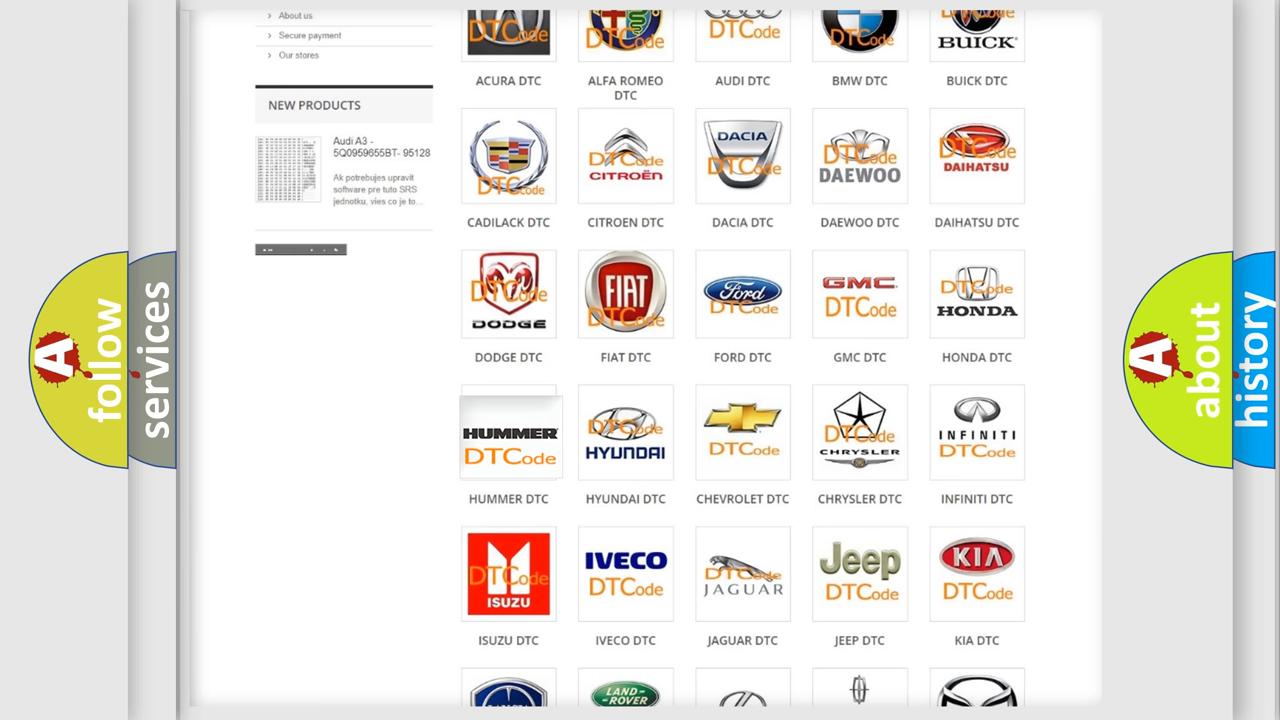 About us
Secure payment
Our stores
NEW PRODUCTS
Audi A3 -
5Q0959655BT- 95128
Ak potrebujes upravit
software pre tuto SRS
jednotku, vies co je to...
DTCode
DTCode
DTCode
DTCode
BUICK
ACURA DTC
ALFA ROMEO
DTC
AUDI DTC
BMW DTC
BUICK DTC
DTCode
DTCode
CITROËN
DACIA
DTCode
DTCode
DAEWOO
DTCode
DAIHATSU
CADILACK DTC
CITROEN DTC
DACIA DTC
DAEWOO DTC
DAIHATSU DTC
DTCode
DODGE
FIAT
DTCode
Ford
DTCode
GMC
DTCode
DTCode
HONDA
DODGE DTC
FIAT DTC
FORD DTC
GMC DTC
HONDA DTC
HUMMER
DTCode
DTCode
HYUNDAI
DTCode
DTCode
CHRYSLER
INFINITI
DTCode
HUMMER DTC
HYUNDAI DTC
CHEVROLET DTC
CHRYSLER DTC
INFINITI DTC
DTCode
ISUZU
IVECO
DTCode
DTCode
JAGUAR
Jeep
DTCode
KIA
DTCode
ISUZU DTC
IVECO DTC
JAGUAR DTC
JEEP DTC
KIA DTC
LAND-
ROVER
A
follow
services
A
about
history